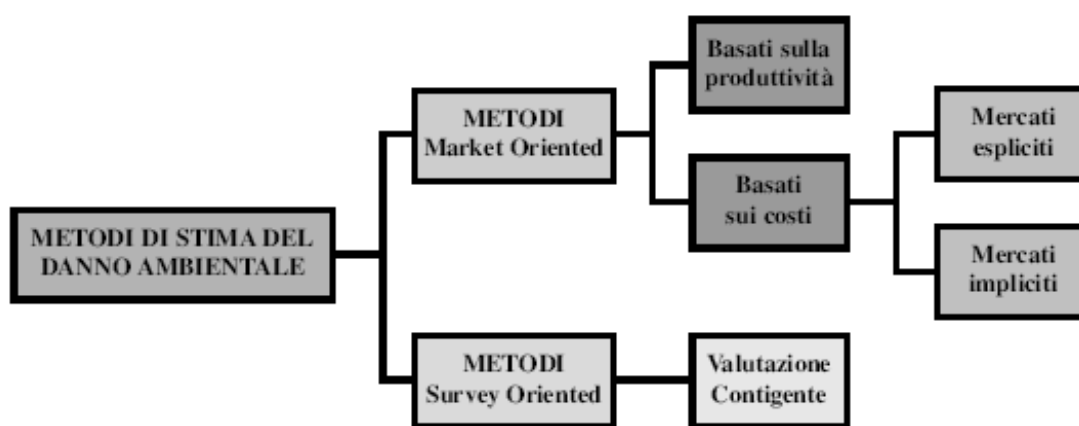 Basati sulla
produttività
METODI
Market Oriented
Mercati
espliciti
Basati
sui costi
METODI DI STIMA DEL
DANNO AMBIENTALE
Mercati
impliciti
METODI
Survey Oriented
Valutazione
Contigente